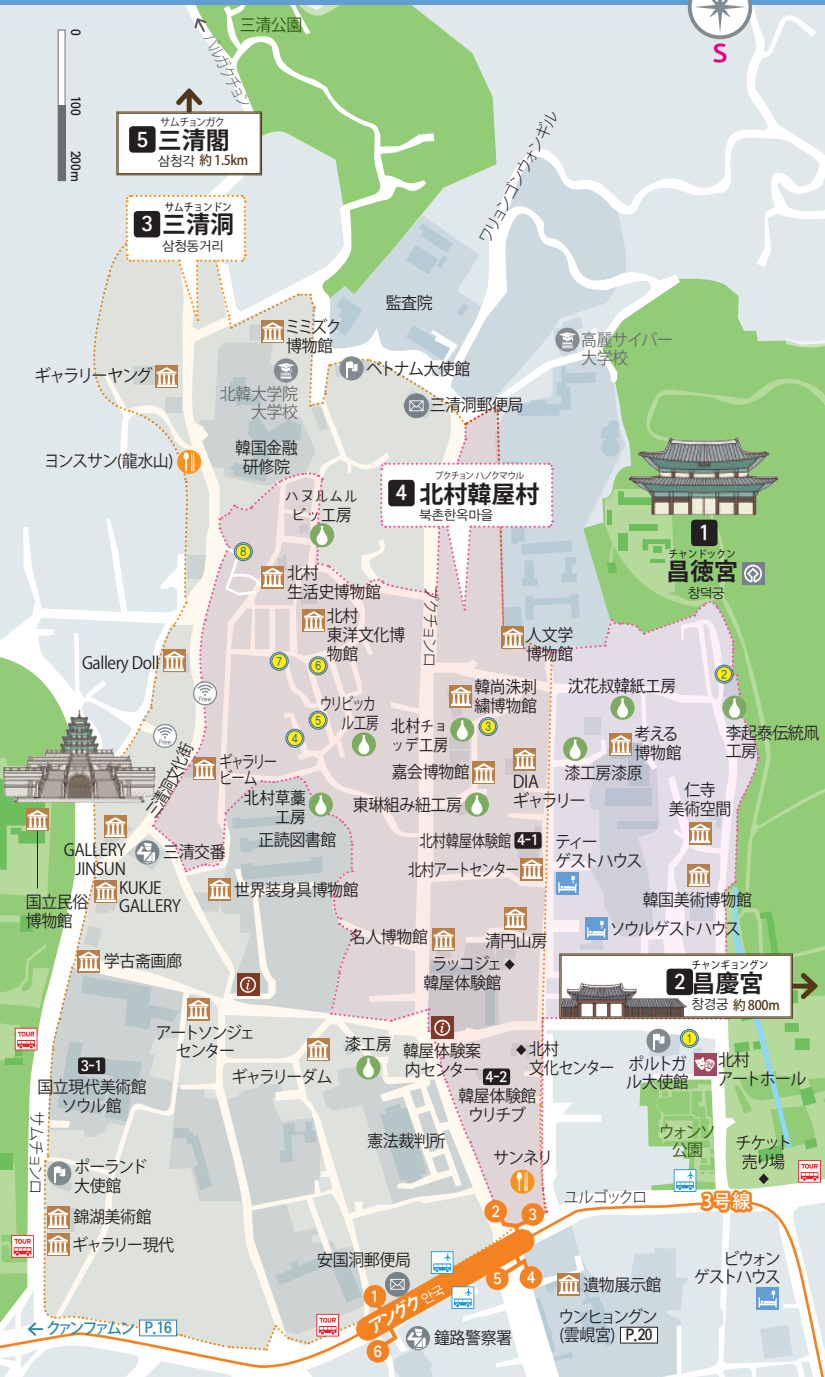 S
0
100
200m
三清公園
パルガクチョン
サムチョンガク
5 三清閣
삼청각 約1.5km
サムチョンドン
3 三清洞
삼청동거리
ワリョンゴンウォンギル
監査院
ミミズク
博物館
高麗サイバー
大学校
ギャラリーヤング
北韓大学院
大学校
ベトナム大使館
三清洞郵便局
ヨンスサン(龍水山)
韓国金融
研修院
プクチョン ハノクマウル
4 北村韓屋村
북촌한옥마을
ハヌルムル
ビッ工房
1
チャンドックン
昌徳宮
창덕궁
8
北村
生活史博物館
プクチョンロ
北村
東洋文化博
物館
人文学
博物館
Gallery Doll
7
6
2
Free
韓尚洙刺
繍博物館
沈花叔韓紙工房
ウリビッカ
ル工房
5
4
北村チョ
ッデ工房
3
考える
博物館
李起泰伝統凧
工房
Free
三清洞文化街
ギャラリー
ビーム
嘉会博物館
DIA
ギャラリー
漆工房漆原
仁寺
美術空間
北村草藁
工房
東琳組み紐工房
正読図書館
北村韓屋体験館 4-1
ティー
ゲストハウス
GALLERY
JINSUN
三清交番
北村アートセンター
国立民俗
博物館
KUKJE
GALLERY
世界装身具博物館
韓国美術博物館
名人博物館
清円山房
ソウルゲストハウス
学古斎画廊
ラッコジェ
韓屋体験館
チャンギョングン
2 昌慶宮
창경궁 約800m
アートソンジェ
センター
TOUR
ギャラリーダム
漆工房
韓屋体験案
内センター
北村
文化センター
1
ポルトガ
ル大使館
北村
アートホール
3-1
国立現代美術館
ソウル館
4-2
韓屋体験館
ウリチブ
サムチョンロ
憲法裁判所
ウォンソ
公園
チケット
売り場
ポーランド
大使館
サンネリ
TOUR
ユルゴックロ
3号線
錦湖美術館
2
3
TOUR
ギャラリー現代
安国洞郵便局
5
4
遺物展示館
ビウォン
ゲストハウス
1
アングク 안국
TOUR
クァンファムン P.16
6
鐘路警察署
ウンヒョングン
(雲峴宮) P.20